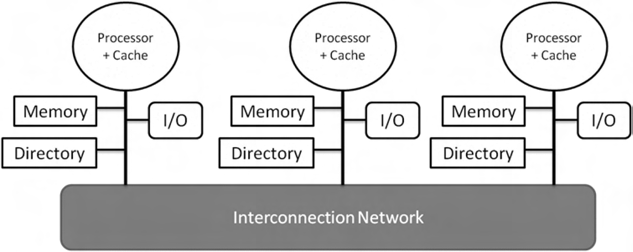 Processor
+ Cache
Processor
+ Cache
Processor
+ Cache
Memory
I/O
Memory
I/O
Memory
I/O
Directory
Directory
Directory
Interconnection Network